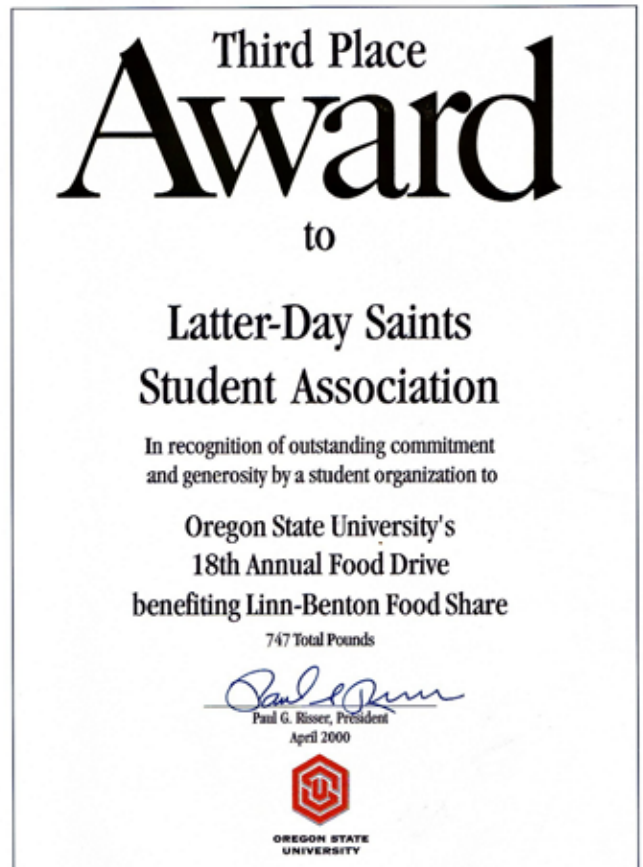 Third Place
Award
to
Latter-Day Saints
Student Association
In recognition of outstanding commitment
and generosity by a student organization to
Oregon State University's
18th Annual Food Drive
benefiting Linn-Benton Food Share
747 Total Pounds
Paul G. Risser, President
April 2000
OSU
OREGON STATE
UNIVERSITY